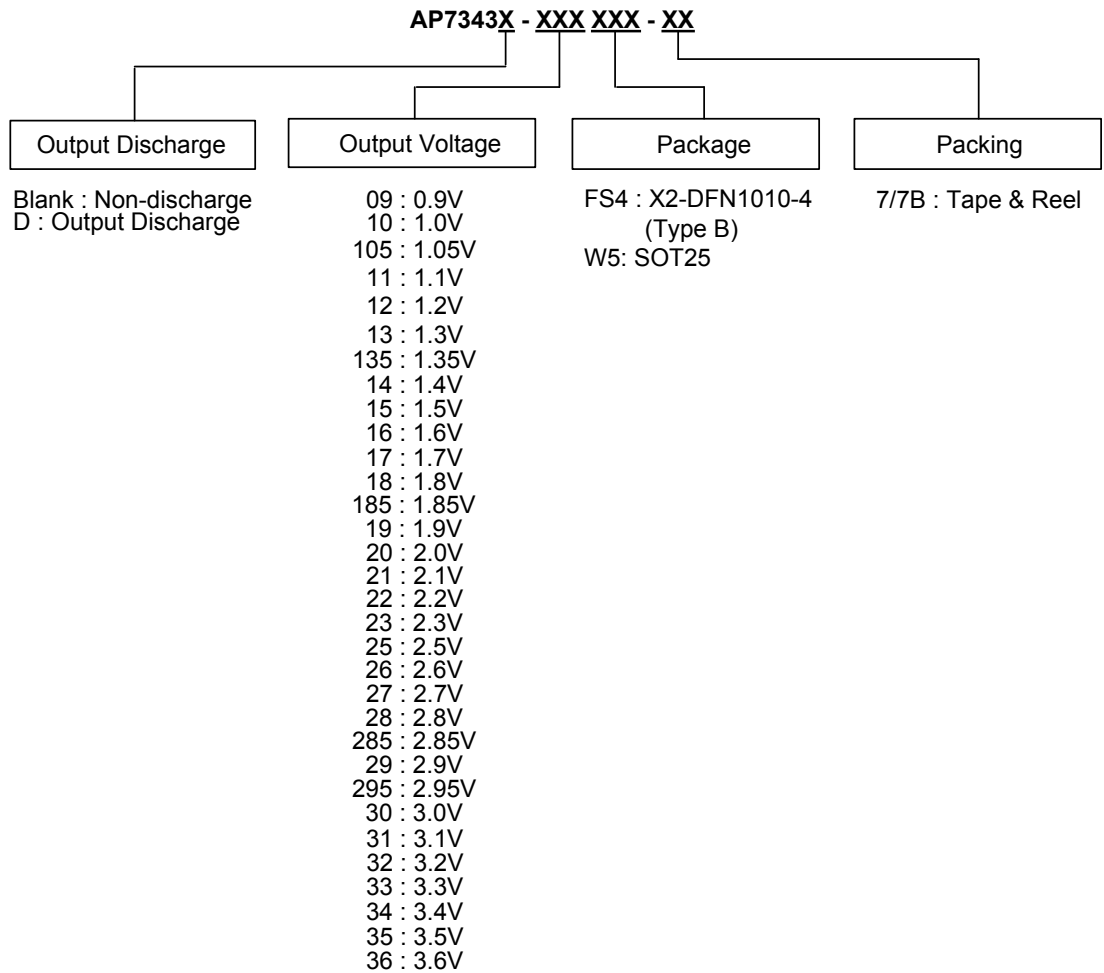 AP7343X - XXX XXX - XX
Output Discharge
Output Voltage
Package
Packing
Blank : Non-discharge
D : Output Discharge
09 : 0.9V
10 : 1.0V
105 : 1.05V
11 : 1.1V
12 : 1.2V
13 : 1.3V
135 : 1.35V
14 : 1.4V
15 : 1.5V
16 : 1.6V
17 : 1.7V
18 : 1.8V
185 : 1.85V
19 : 1.9V
20 : 2.0V
21 : 2.1V
22 : 2.2V
23 : 2.3V
25 : 2.5V
26 : 2.6V
27 : 2.7V
28 : 2.8V
285 : 2.85V
29 : 2.9V
295 : 2.95V
30 : 3.0V
31 : 3.1V
32 : 3.2V
33 : 3.3V
34 : 3.4V
35 : 3.5V
36 : 3.6V
FS4 : X2-DFN1010-4
(Type B)
W5: SOT25
7/7B : Tape & Reel